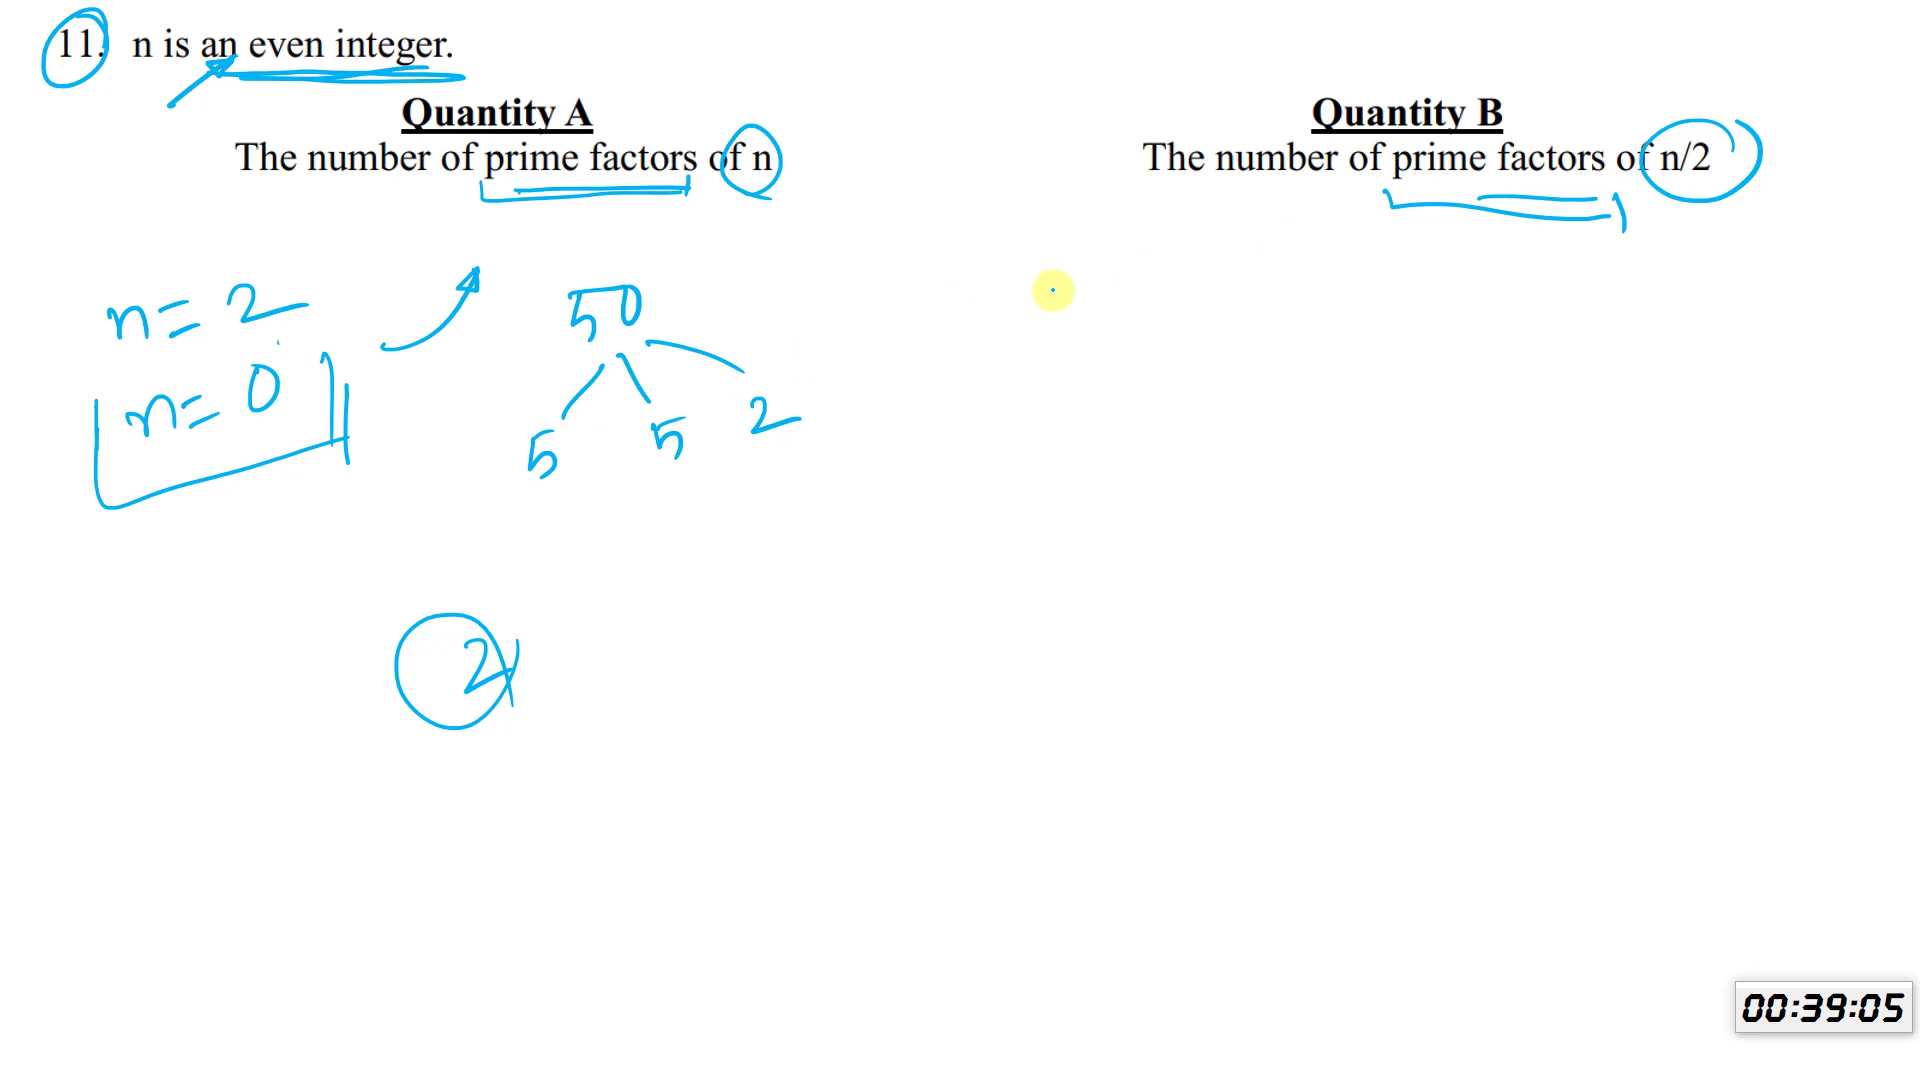 11. n is an even integer.
Quantity A
The number of prime factors of n
Quantity B
The number of prime factors of n/2
n = 2
n = 0
50
5 5 2
2
00:39:05